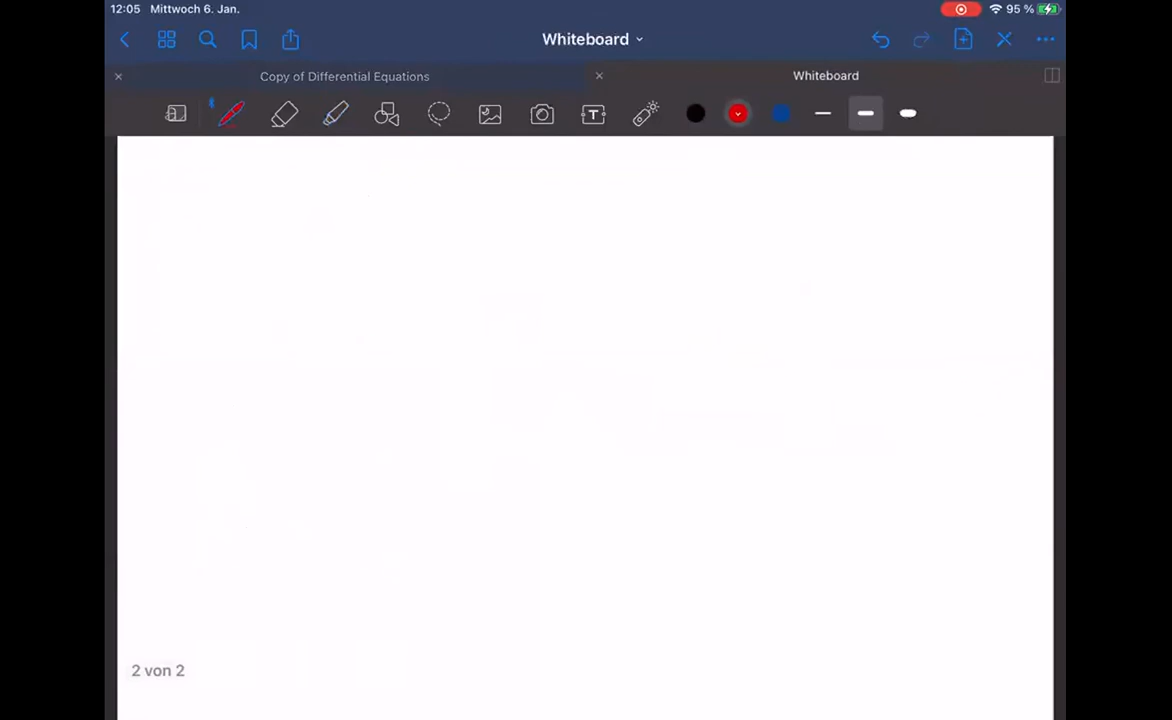 12:05 Mittwoch 6. Jan. 95 %
Whiteboard
Copy of Differential Equations Whiteboard
T
2 von 2